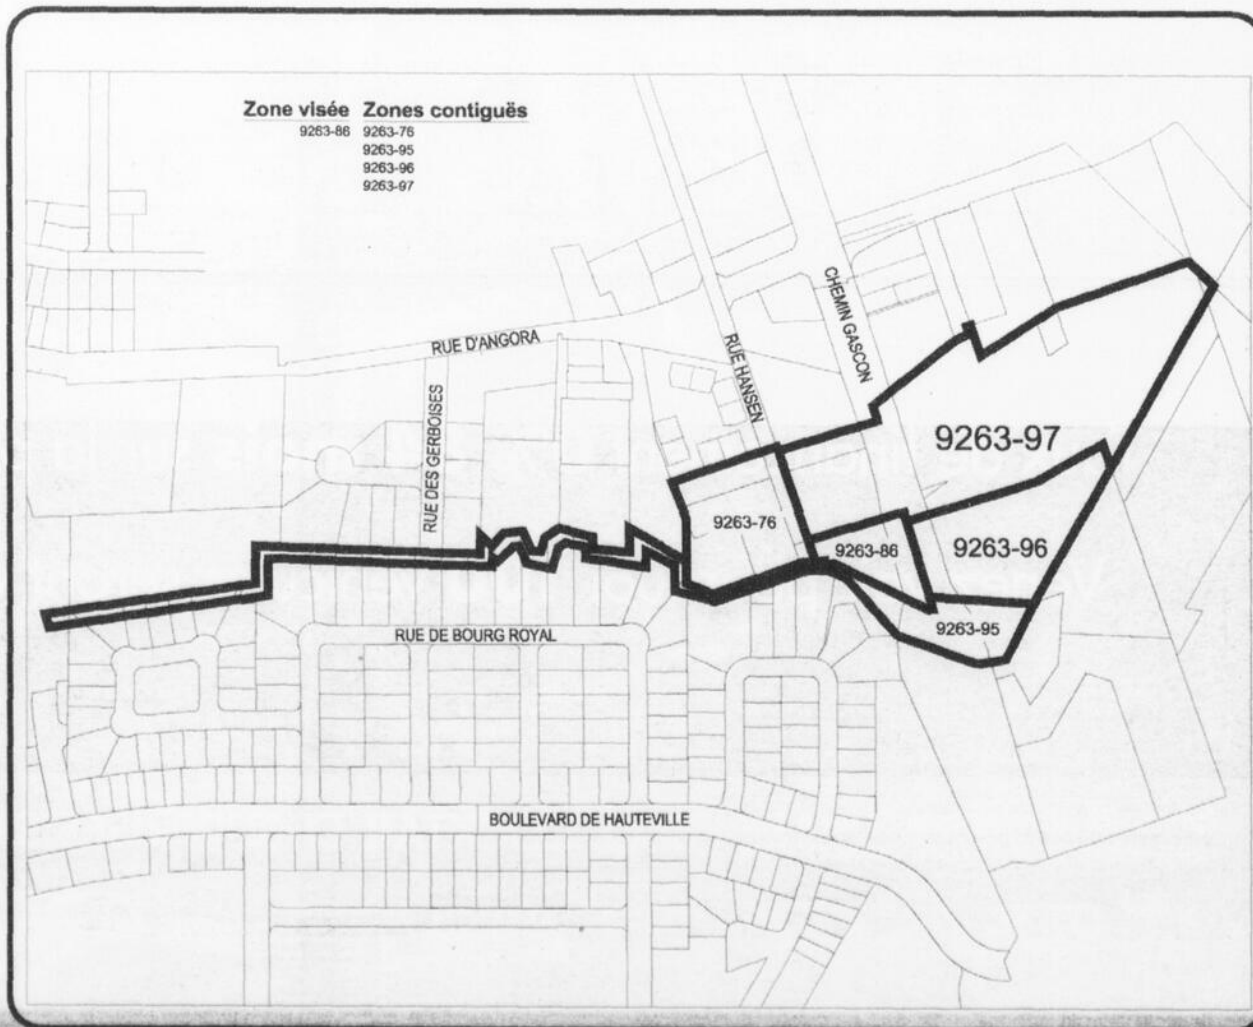 Zone visée Zones contiguës
9263-86 9263-76
9263-95
9263-96
9263-97
RUE D'ANGORA
RUE DES GERBOISES
RUE HANSEN
CHEMIN GASCON
9263-97
9263-76
9263-86
9263-96
9263-95
RUE DE BOURG ROYAL
BOULEVARD DE HAUTEVILLE